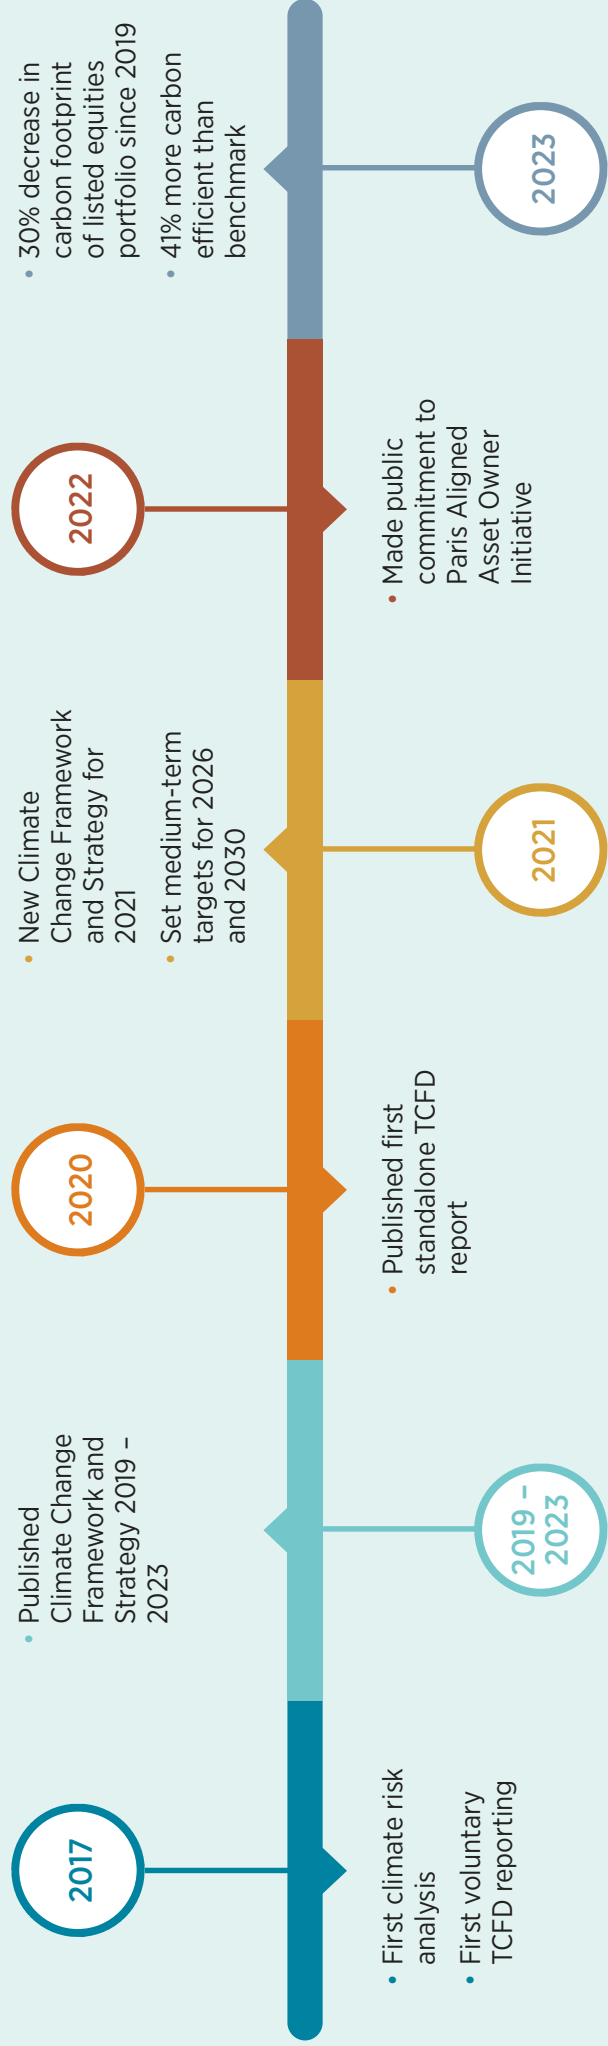 2017
First climate risk
analysis
First voluntary
TCFD reporting
2019 –
2023
Published
Climate Change
Framework and
Strategy 2019 –
2023
2020
Published first
standalone TCFD
report
2021
New Climate
Change Framework
and Strategy for
2021
Set medium-term
targets for 2026
and 2030
2022
Made public
commitment to
Paris Aligned
Asset Owner
Initiative
2023
30% decrease in
carbon footprint
of listed equities
portfolio since 2019
41% more carbon
efficient than
benchmark